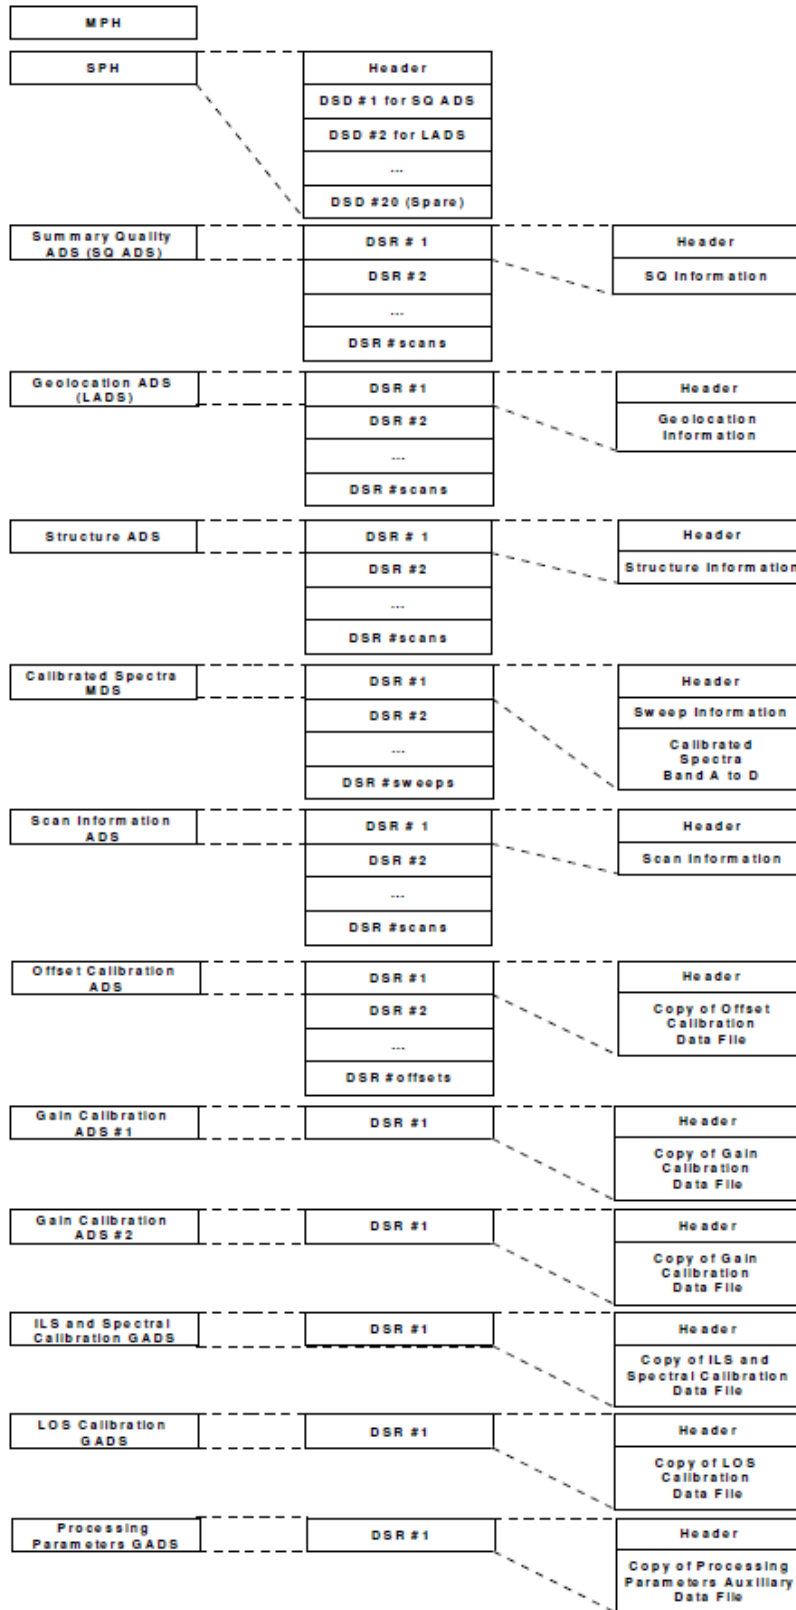 MPH
SPH
Header
DSD #1 for SQ ADS
DSD #2 for LADS
...
DSD #20 (Spare)
Summary Quality
ADS (SQ ADS)
DSR # 1
DSR #2
...
DSR #scans
Header
SQ Information
Geolocation ADS
(LADS)
DSR #1
DSR #2
...
DSR #scans
Header
Geolocation
Information
Structure ADS
DSR # 1
DSR #2
...
DSR #scans
Header
Structure Information
Calibrated Spectra
MDS
DSR #1
DSR #2
...
DSR #sweeps
Header
Sweep Information
Calibrated
Spectra
Band A to D
Scan Information
ADS
DSR # 1
DSR #2
...
DSR #scans
Header
Scan Information
Offset Calibration
ADS
DSR #1
DSR #2
...
DSR #offsets
Header
Copy of Offset
Calibration
Data File
Gain Calibration
ADS #1
DSR #1
Header
Copy of Gain
Calibration
Data File
Gain Calibration
ADS #2
DSR #1
Header
Copy of Gain
Calibration
Data File
ILS and Spectral
Calibration GADS
DSR #1
Header
Copy of ILS and
Spectral Calibration
Data File
LOS Calibration
GADS
DSR #1
Header
Copy of LOS
Calibration
Data File
Processing
Parameters GADS
DSR #1
Header
Copy of Processing
Parameters Auxiliary
Data File